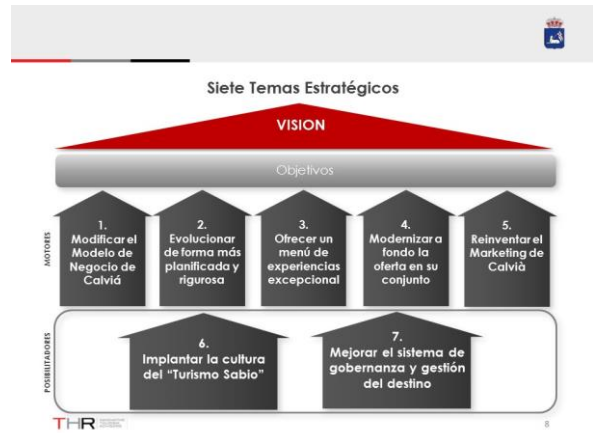 Siete Temas Estratégicos
VISION
Objetivos
MOTORES
1.
Modificar el
Modelo de
Negocio de
Calviá
2.
Evolucionar
de forma más
planificada y
rigurosa
3.
Ofrecer un
menú de
experiencias
excepcional
4.
Modernizar a
fondo la
oferta en su
conjunto
5.
Reinventar el
Marketing de
Calvià
POSIBILITADORES
6.
Implantar la cultura
del “Turismo Sabio”
7.
Mejorar el sistema de
gobernanza y gestión
del destino
THR
8